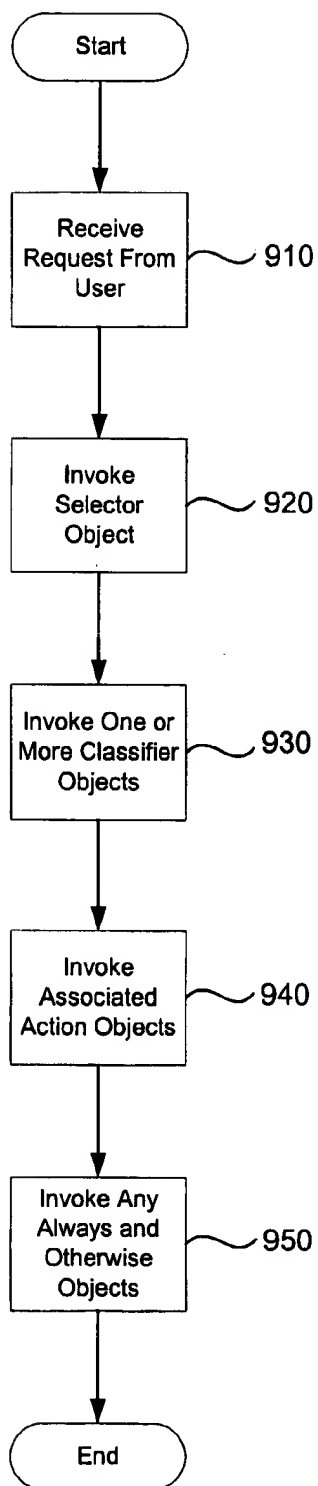 Start
Receive
Request From
User
910
Invoke
Selector
Object
920
Invoke One or
More Classifier
Objects
930
Invoke
Associated
Action Objects
940
Invoke Any
Always and
Otherwise
Objects
950
End